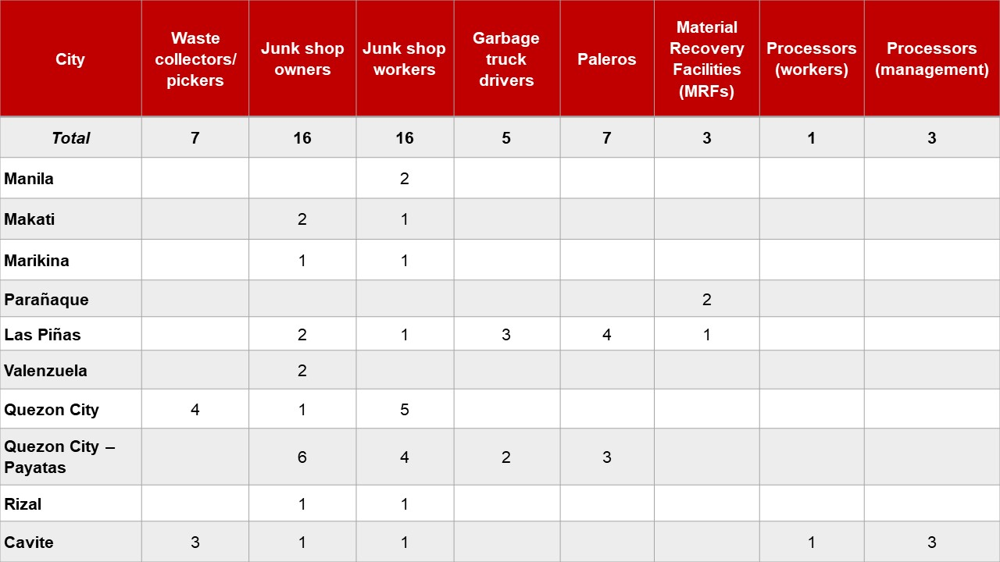 City Waste collectors/ pickers Junk shop owners Junk shop workers Garbage truck drivers Paleros Material Recovery Facilities (MRFs) Processors (workers) Processors (management)
Total 7 16 16 5 7 3 1 3
Manila 2
Makati 2 1
Marikina 1 1
Parañaque 2
Las Piñas 2 1 3 4 1
Valenzuela 2
Quezon City 4 1 5
Quezon City – Payatas 6 4 2 3
Rizal 1 1
Cavite 3 1 1 1 3